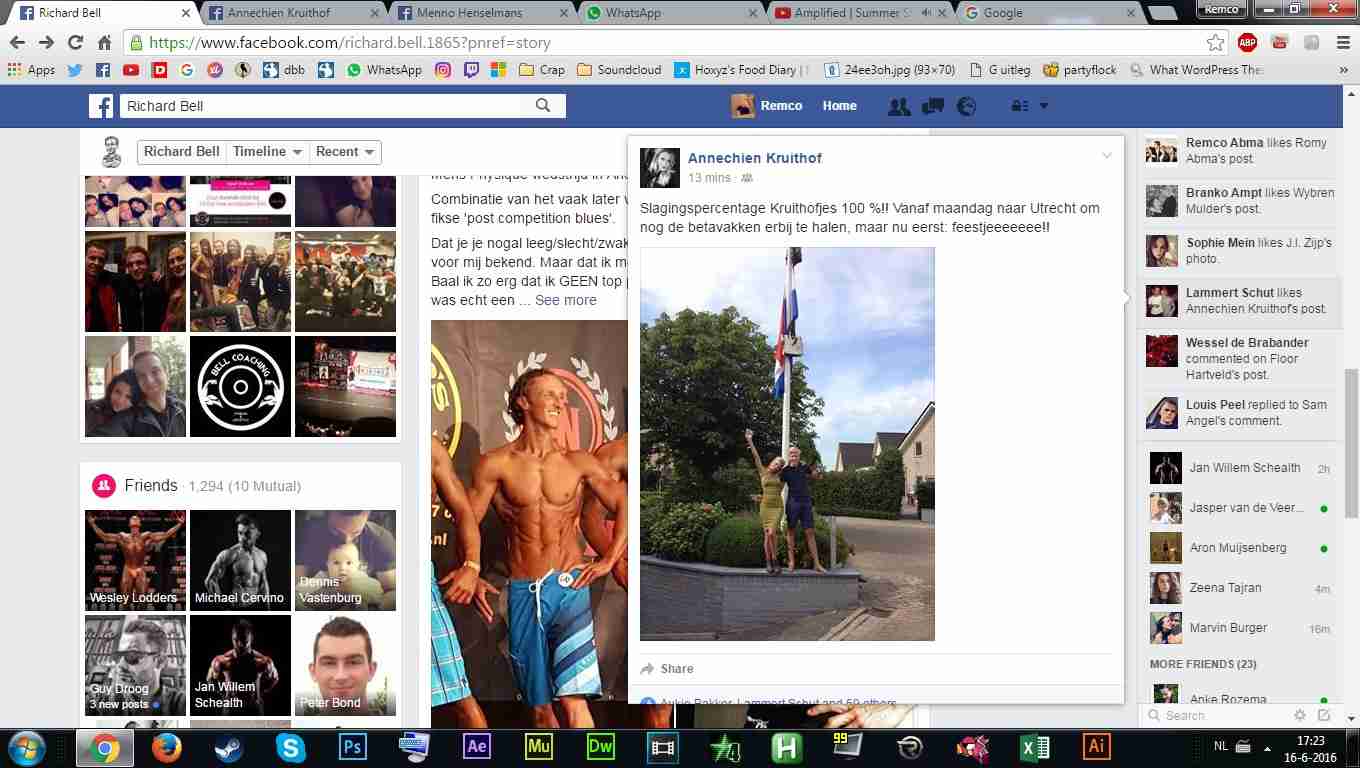 Richard Bell
Annechien Kruithof
Menno Henselmans
WhatsApp
Amplified | Summer S
Google
Remco
https://www.facebook.com/richard.bell.1865?pnref=story
ABP
Apps
dbb
WhatsApp
Crap
Soundcloud
Hoxyz's Food Diary |
24ee3oh.jpg (93×70)
G uitleg
partyflock
What WordPress The
»
Richard Bell
Remco
Home
Richard Bell
Timeline
Recent
Combinatie van het vaak later
fikse 'post competition blues'.
Dat je je nogal leeg/slecht/zwak
voor mij bekend. Maar dat ik m
Baal ik zo erg dat ik GEEN top
was echt een ... See more
BELL COACHING
Friends · 1,294 (10 Mutual)
Wesley Lodders
Michael Cervino
Dennis
Vastenburg
Guy Droog
3 new posts
Jan Willem
Schealth
Peter Bond
Annechien Kruithof
13 mins ·
Slagingspercentage Kruithofjes 100 %!! Vanaf maandag naar Utrecht om
nog de betavakken erbij te halen, maar nu eerst: feestjeeeeeee!!
Share
Aukje Bakker, Lammert Schut and 59 others
Remco Abma likes Romy
Abma's post.
Branko Ampt likes Wybren
Mulder's post.
Sophie Mein likes J.I. Zijp's
photo.
Lammert Schut likes
Annechien Kruithof's post.
Wessel de Brabander
commented on Floor
Hartveld's post.
Louis Peel replied to Sam
Angel's comment.
Jan Willem Schealth 2h
Jasper van de Veer...
Aron Muijsenberg
Zeena Tajran 4m
Marvin Burger 16m
MORE FRIENDS (23)
Anke Rozema
Search
Ps
Ae
Mu
Dw
H
99
Ai
NL
17:23
16-6-2016